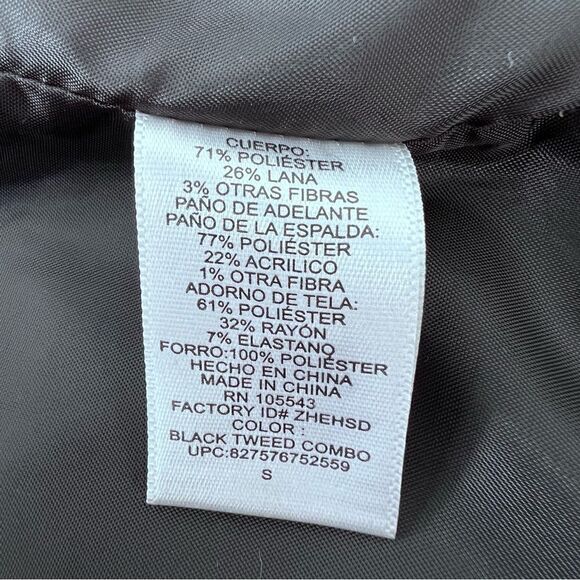 CUERPO:
71% POLIÉSTER
26% LANA
3% OTRAS FIBRAS
PAÑO DE ADELANTE
PAÑO DE LA ESPALDA:
77% POLIÉSTER
22% ACRILICO
1% OTRA FIBRA
ADORNO DE TELA:
61% POLIÉSTER
32% RAYÓN
7% ELASTANO
FORRO:100% POLIÉSTER
HECHO EN CHINA
MADE IN CHINA
RN 105543
FACTORY ID# ZHEHSD
COLOR :
BLACK TWEED COMBO
UPC:827576752559
S